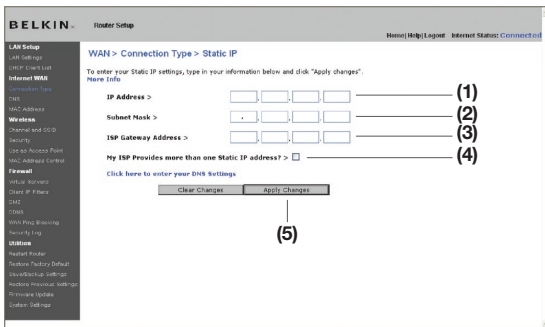 BELKIN
Router Setup
Home|Help|Logout Internet Status: Connected
LAN Setup
LAN Settings
DHCP Client List
Internet WAN
Connection Type
DNS
MAC Address
Wireless
Channel and SSID
Security
Use as Access Point
MAC Address Control
Firewall
Virtual Servers
Client IP Filters
DMZ
DDNS
WAN Ping Blocking
Security Log
Utilities
Restart Router
Restore Factory Default
Save/Backup Settings
Restore Previous Settings
Firmware Update
System Settings
WAN > Connection Type > Static IP
To enter your Static IP settings, type in your information below and click "Apply changes".
More Info
IP Address > . . . (1)
Subnet Mask > . . . (2)
ISP Gateway Address > . . . (3)
My ISP Provides more than one Static IP address? > (4)
Click here to enter your DNS Settings
Clear Changes Apply Changes
(5)